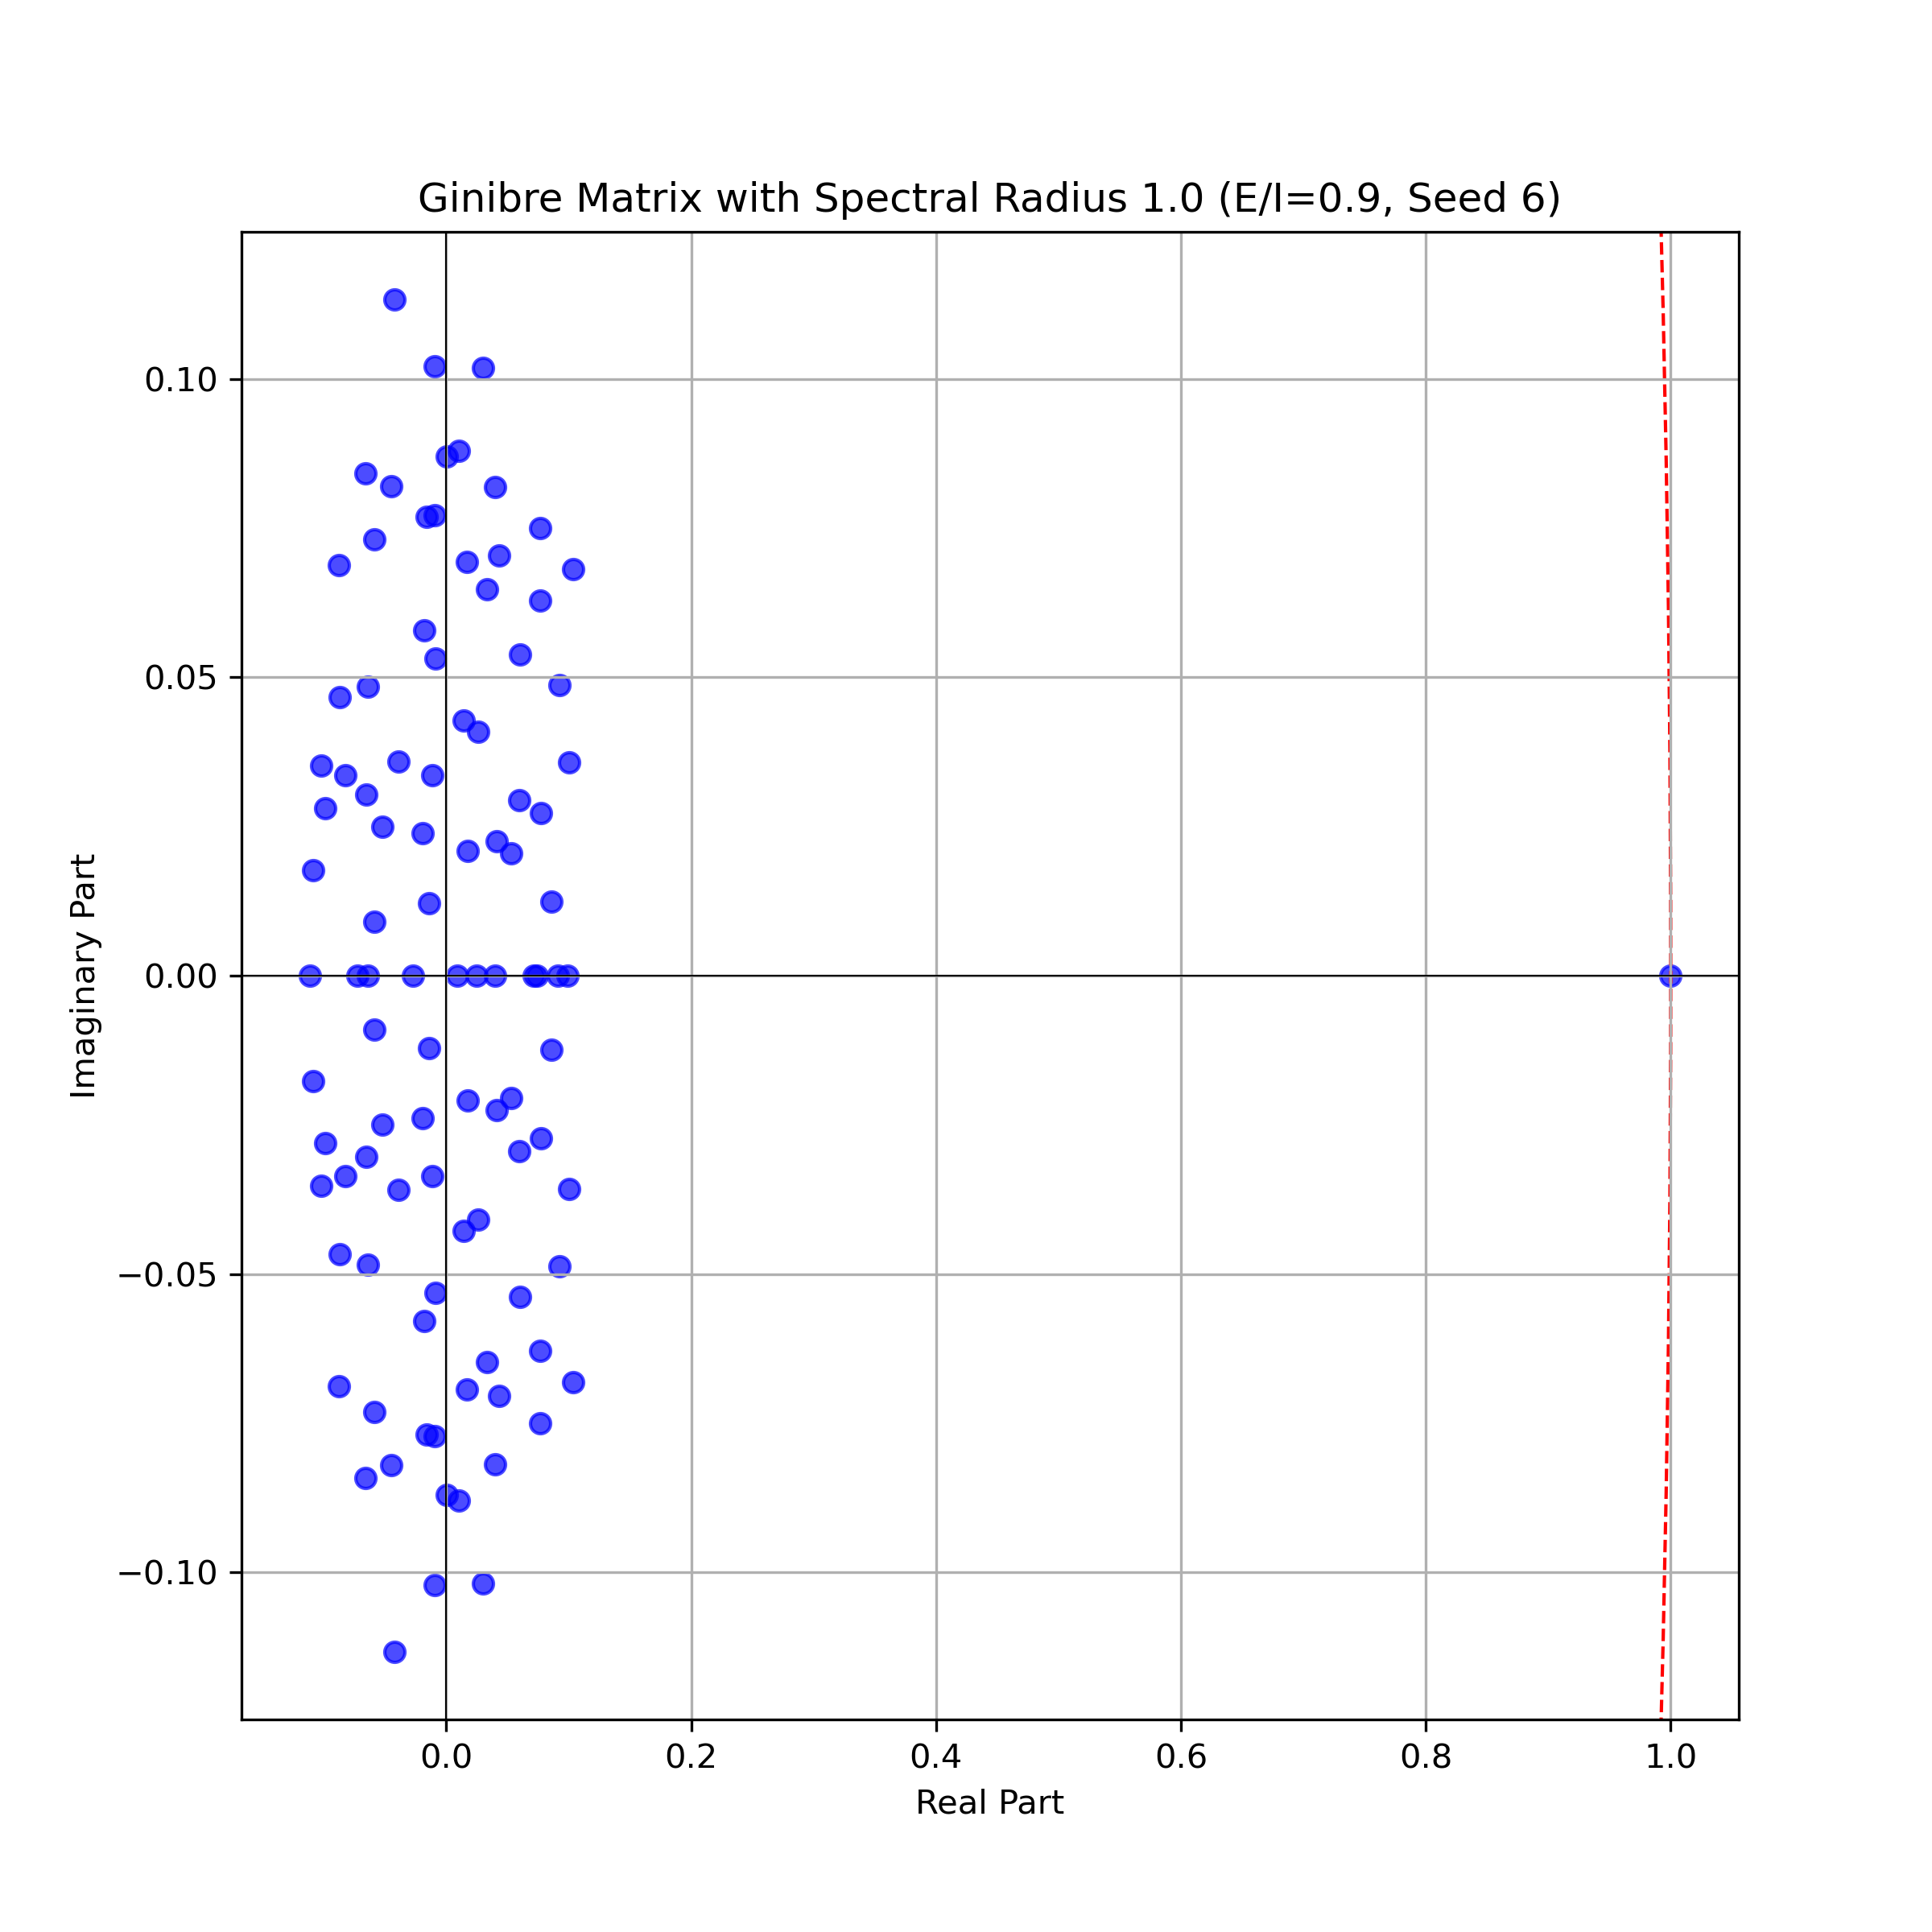 Ginibre Matrix with Spectral Radius 1.0 (E/I=0.9, Seed 6)
0.10
0.05
0.00
−0.05
−0.10
Imaginary Part
0.0 0.2 0.4 0.6 0.8 1.0
Real Part